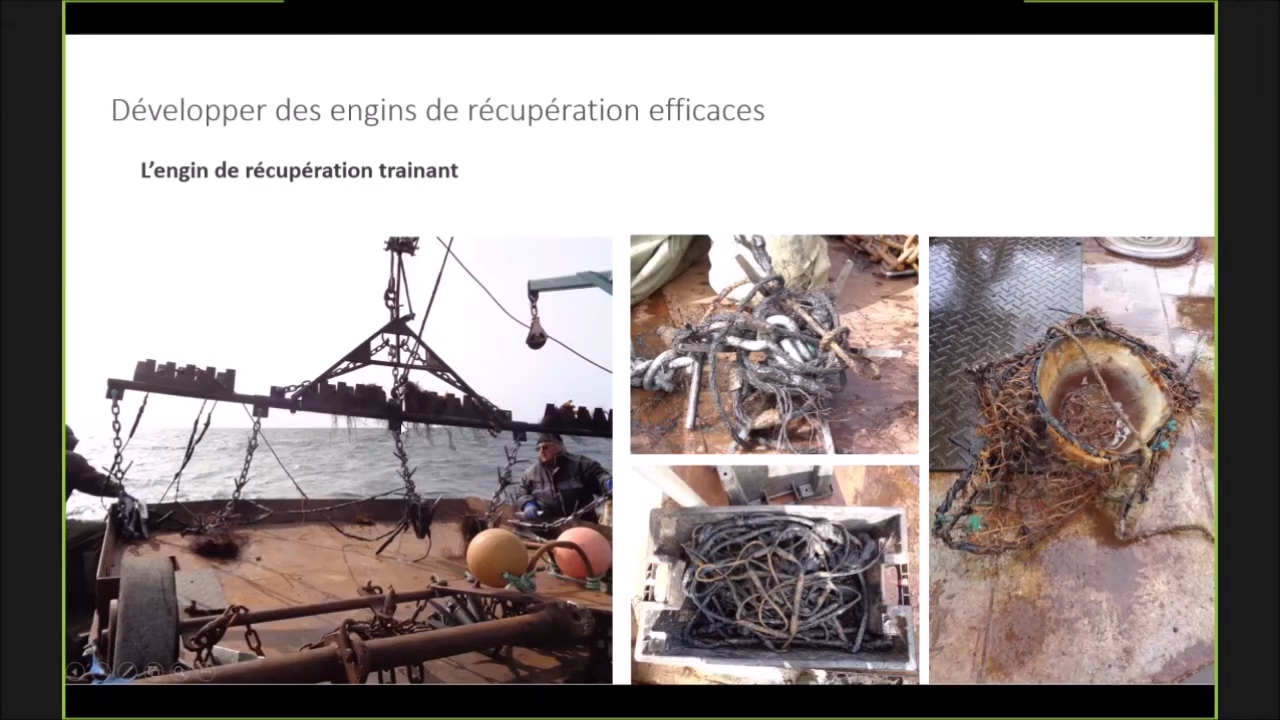 Développer des engins de récupération efficaces
L’engin de récupération trainant